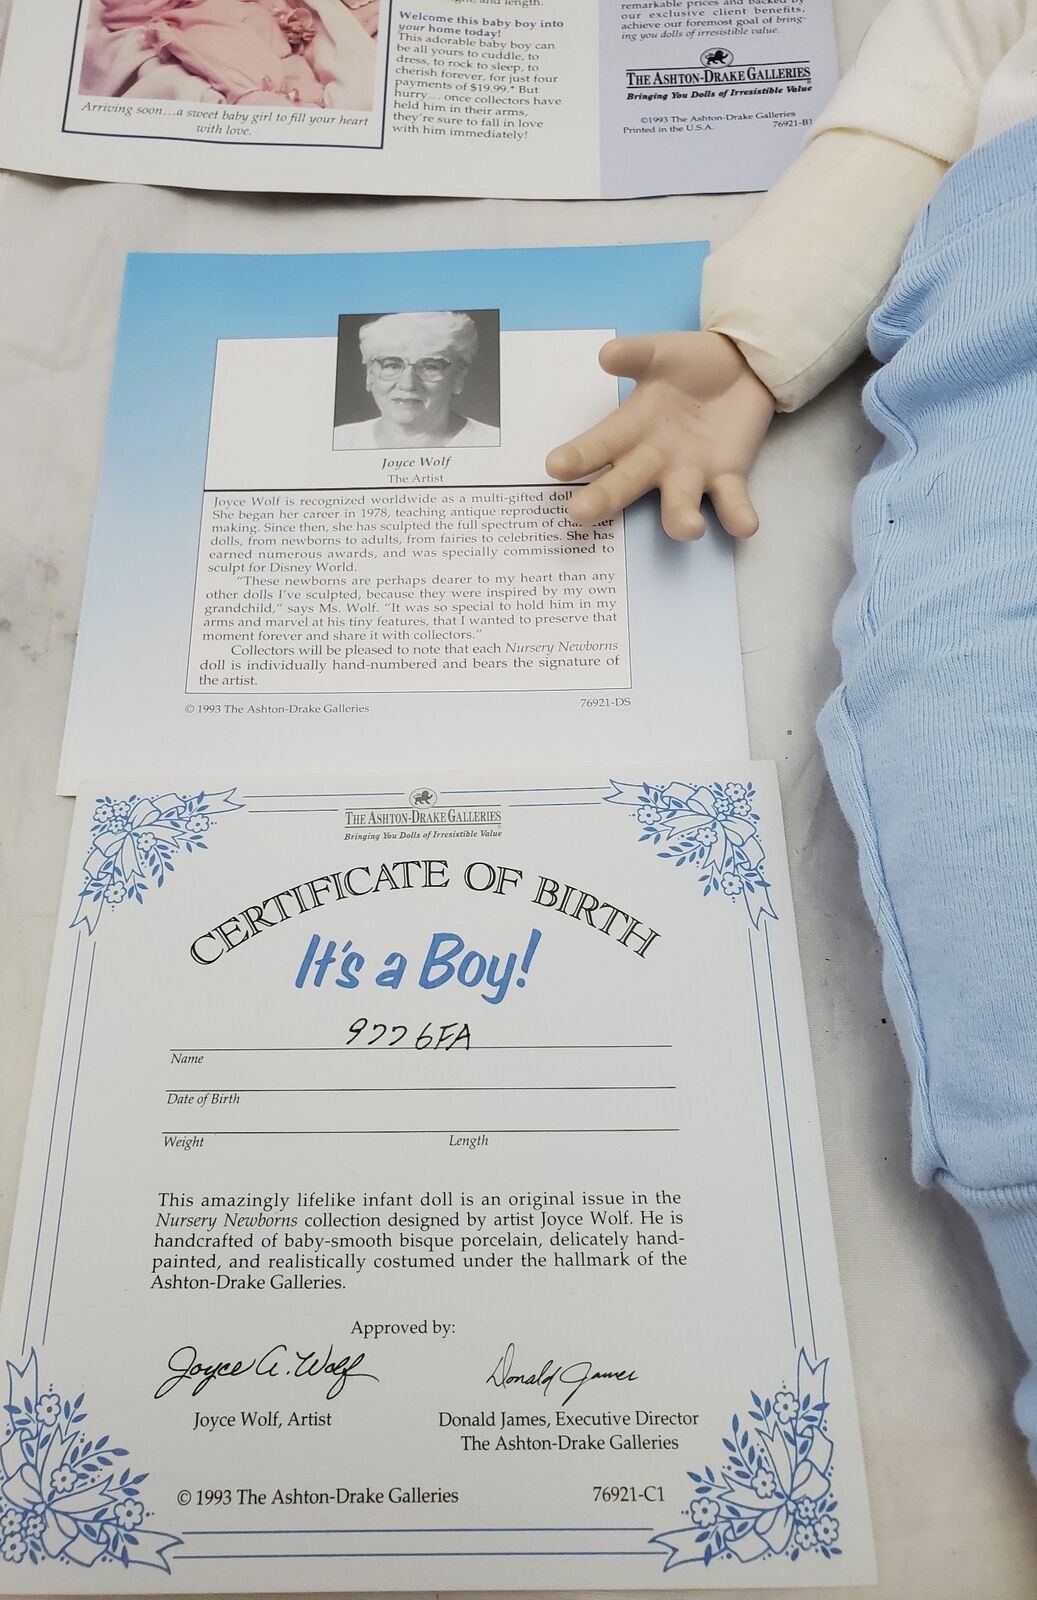 and length.
Welcome this baby boy into
your home today!
This adorable baby boy can
be all yours to cuddle, to
dress, to rock to sleep, to
cherish forever, for just four
payments of $19.99.* But
hurry... once collectors have
held him in their arms,
they're sure to fall in love
with him immediately!
Arriving soon...a sweet baby girl to fill your heart
with love.
remarkable prices and backed by
our exclusive client benefits,
achieve our foremost goal of bring-
ing you dolls of irresistible value.
THE ASHTON-DRAKE GALLERIES
Bringing You Dolls of Irresistible Value
©1993 The Ashton-Drake Galleries
Printed in the U.S.A. 76921-B1
Joyce Wolf
The Artist
Joyce Wolf is recognized worldwide as a multi-gifted doll
She began her career in 1978, teaching antique reproductio
making. Since then, she has sculpted the full spectrum of
dolls, from newborns to adults, from fairies to celebrities. She has
earned numerous awards, and was specially commissioned to
sculpt for Disney World.
"These newborns are perhaps dearer to my heart than any
other dolls I've sculpted, because they were inspired by my own
grandchild," says Ms. Wolf. "It was so special to hold him in my
arms and marvel at his tiny features, that I wanted to preserve that
moment forever and share it with collectors."
Collectors will be pleased to note that each Nursery Newborns
doll is individually hand-numbered and bears the signature of
the artist.
© 1993 The Ashton-Drake Galleries 76921-DS
THE ASHTON-DRAKE GALLERIES
Bringing You Dolls of Irresistible Value
CERTIFICATE OF BIRTH
It's a Boy!
9776FA
Name
Date of Birth
Weight Length
This amazingly lifelike infant doll is an original issue in the
Nursery Newborns collection designed by artist Joyce Wolf. He is
handcrafted of baby-smooth bisque porcelain, delicately hand-
painted, and realistically costumed under the hallmark of the
Ashton-Drake Galleries.
Approved by:
Joyce A. Wolf Donald James
Joyce Wolf, Artist Donald James, Executive Director
The Ashton-Drake Galleries
© 1993 The Ashton-Drake Galleries 76921-C1